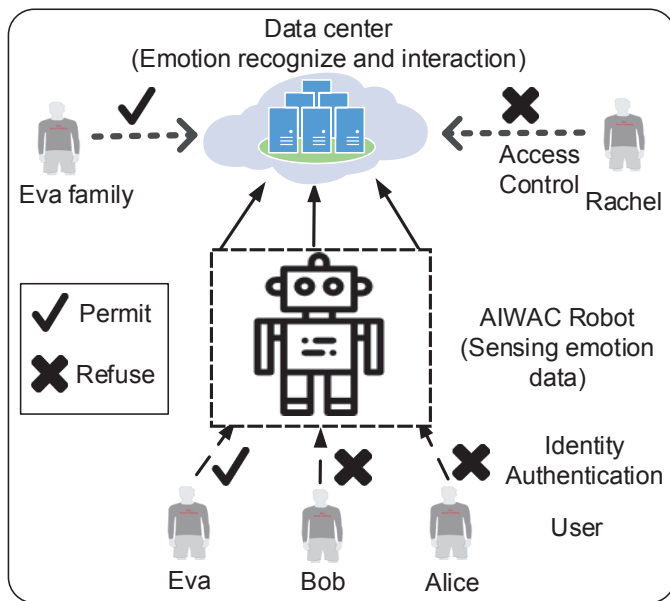 Data center
(Emotion recognize and interaction)
Eva family
Access
Control
Rachel
Permit
Refuse
AIWAC Robot
(Sensing emotion
data)
Identity
Authentication
User
Eva
Bob
Alice